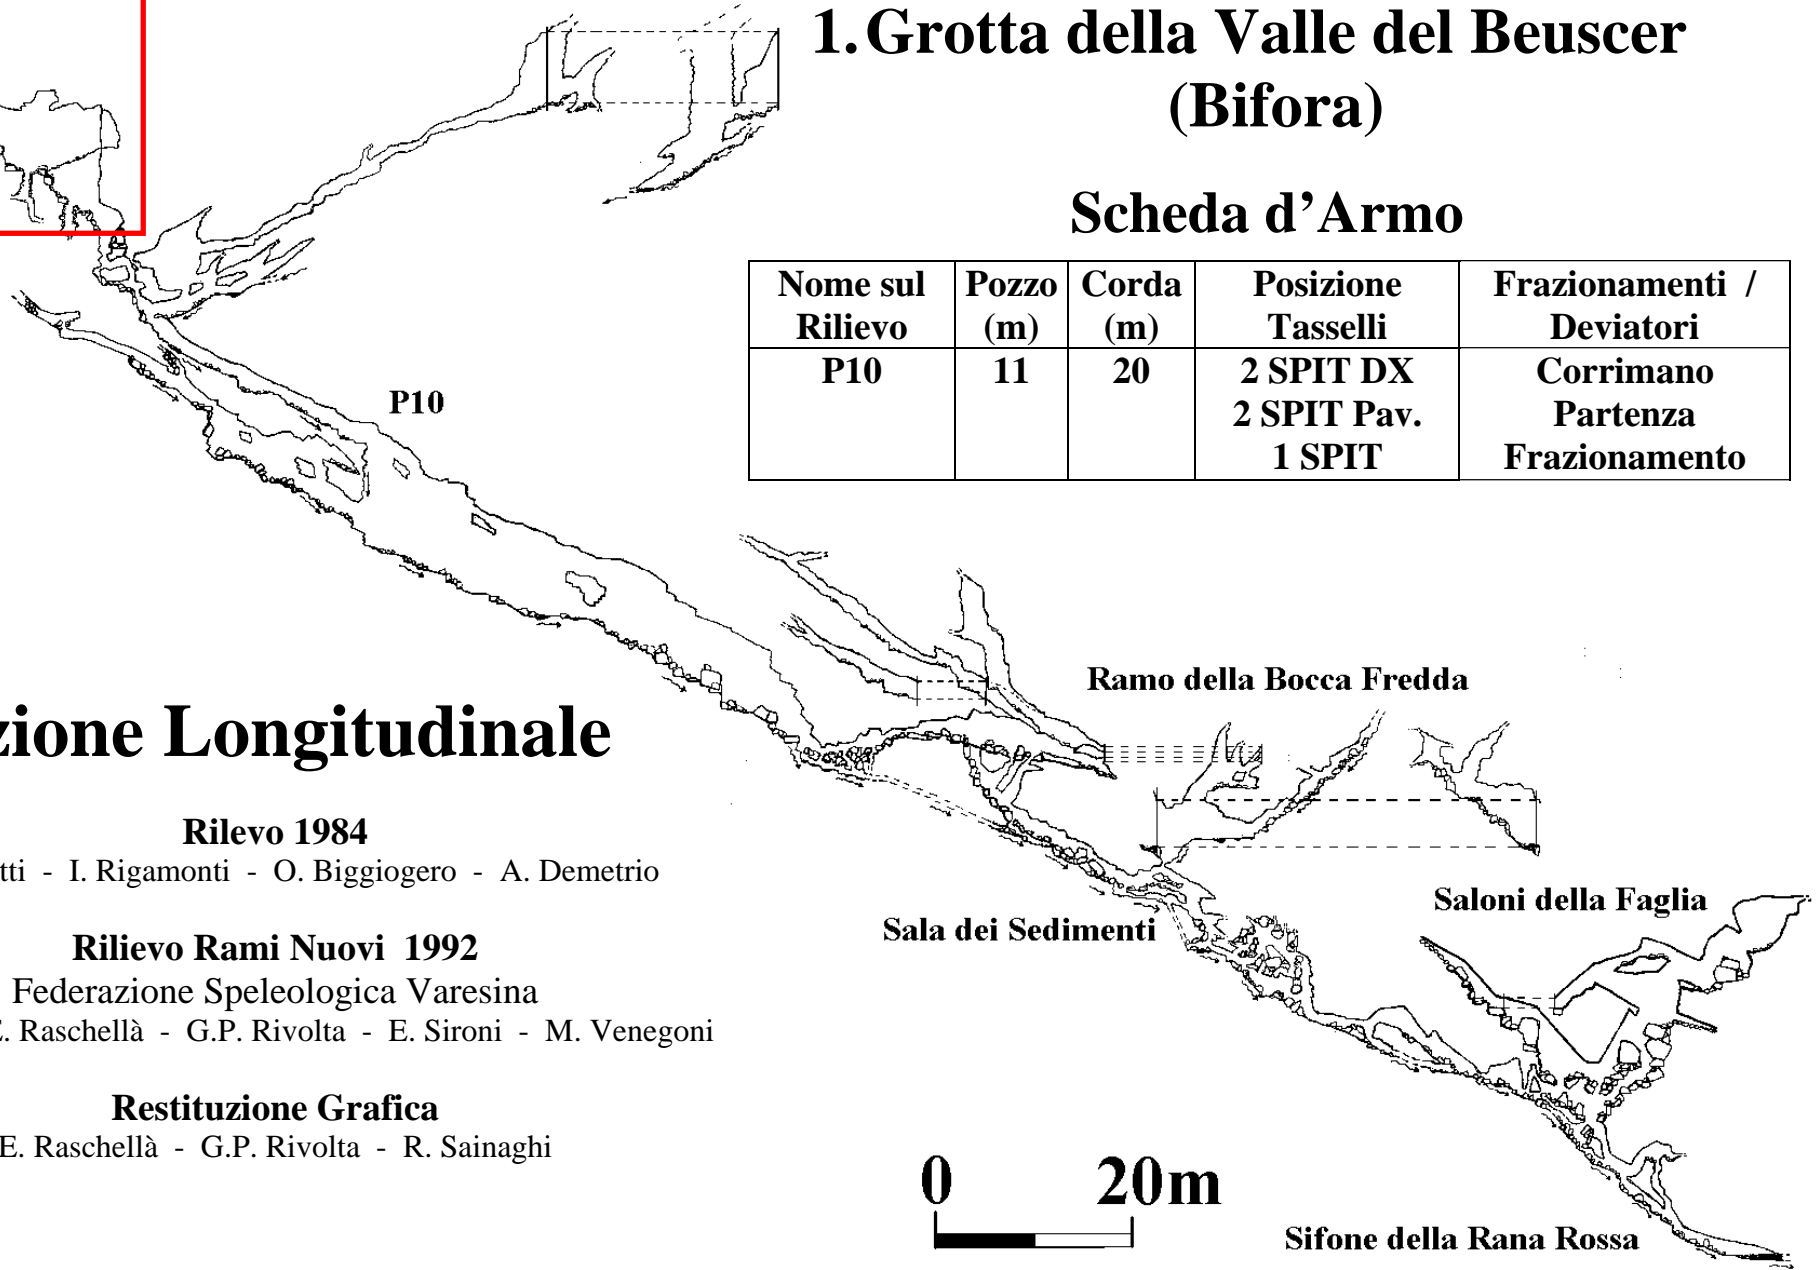 1. Grotta della Valle del Beuscer
(Bifora)
Scheda d’Armo
Nome sul Rilievo | Pozzo (m) | Corda (m) | Posizione Tasselli | Frazionamenti / Deviatori
P10 | 11 | 20 | 2 SPIT DX | Corrimano
2 SPIT Pav. | Partenza
1 SPIT | Frazionamento
P10
Ramo della Bocca Fredda
zione Longitudinale
Rilevo 1984
tti - I. Rigamonti - O. Biggiogero - A. Demetrio
Saloni della Faglia
Sala dei Sedimenti
Rilievo Rami Nuovi 1992
Federazione Speleologica Varesina
E. Raschellà - G.P. Rivolta - E. Sironi - M. Venegoni
Restituzione Grafica
E. Raschellà - G.P. Rivolta - R. Sainaghi
0 20m
Sifone della Rana Rossa